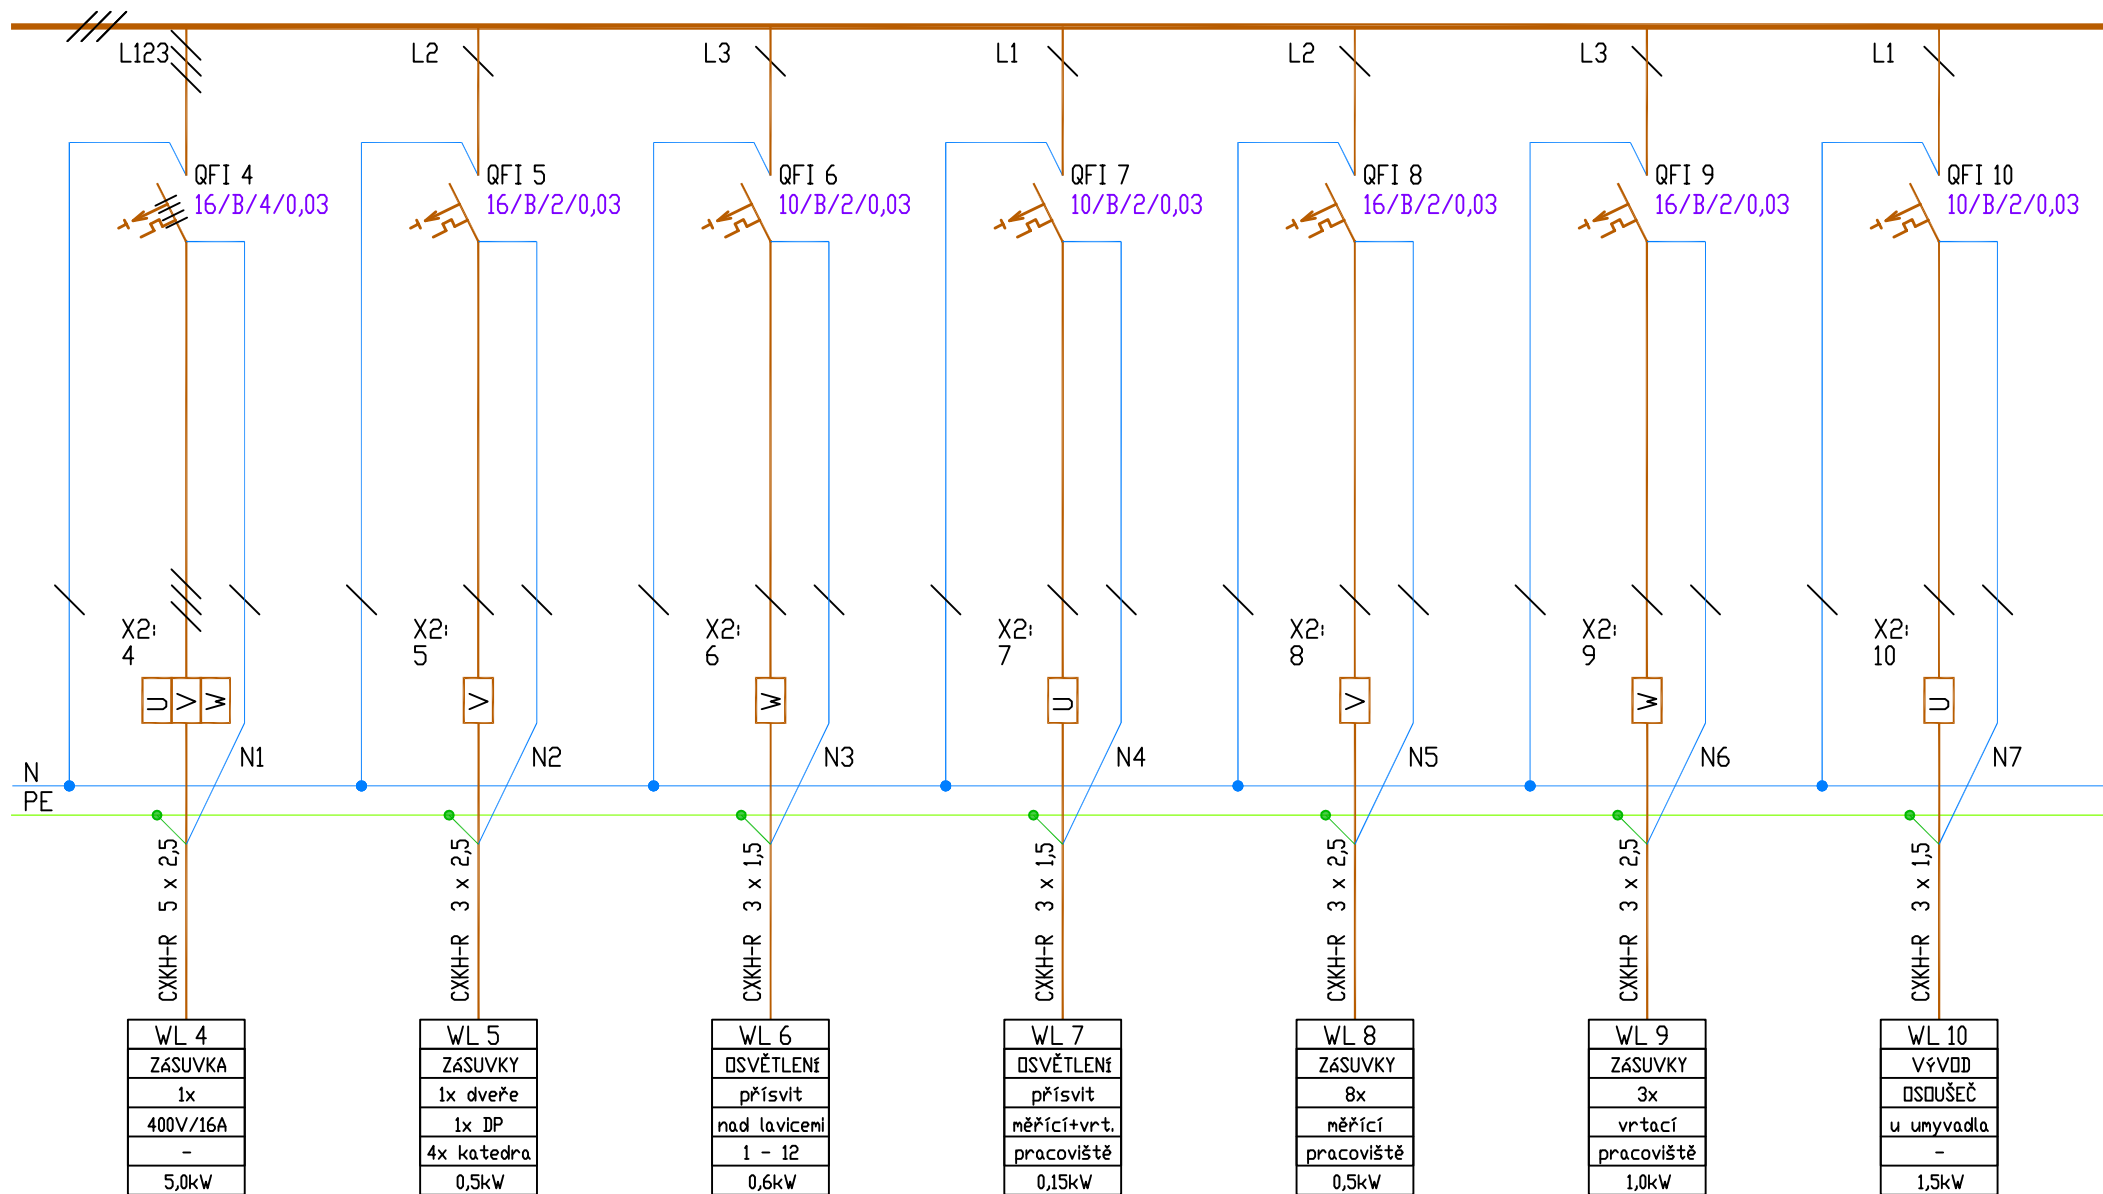 L123 L2 L3 L1 L2 L3 L1
QFI 4 QFI 5 QFI 6 QFI 7 QFI 8 QFI 9 QFI 10
16/B/4/0,03 16/B/2/0,03 10/B/2/0,03 10/B/2/0,03 16/B/2/0,03 16/B/2/0,03 10/B/2/0,03
X2: X2: X2: X2: X2: X2: X2:
4 5 6 7 8 9 10
U V W V W U V W U
N1 N2 N3 N4 N5 N6 N7
N
PE
CXKH-R 5 x 2,5
CXKH-R 3 x 2,5
CXKH-R 3 x 1,5
CXKH-R 3 x 1,5
CXKH-R 3 x 2,5
CXKH-R 3 x 2,5
CXKH-R 3 x 1,5
WL 4
ZÁSUVKA
1x
400V/16A
-
5,0kW
WL 5
ZÁSUVKY
1x dveře
1x DP
4x katedra
0,5kW
WL 6
OSVĚTLENÍ
přísvit
nad lavicemi
1 - 12
0,6kW
WL 7
OSVĚTLENÍ
přísvit
měřící+vrt.
pracoviště
0,15kW
WL 8
ZÁSUVKY
8x
měřící
pracoviště
0,5kW
WL 9
ZÁSUVKY
3x
vrtací
pracoviště
1,0kW
WL 10
VÝVOD
OSOUŠEČ
u umyvadla
-
1,5kW